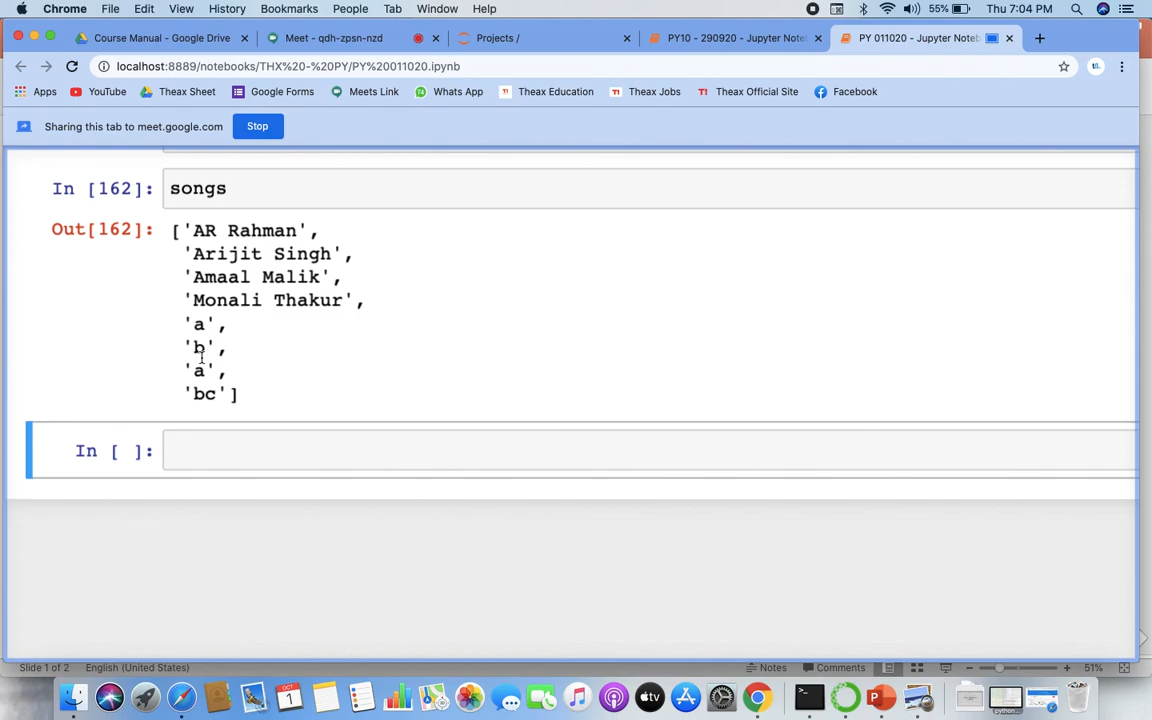 Chrome File Edit View History Bookmarks People Tab Window Help 55% Thu 7:04 PM
Course Manual - Google Drive Meet - qdh-zpsn-nzd Projects / PY10 - 290920 - Jupyter Note PY 011020 - Jupyter Noteb
localhost:8889/notebooks/THX%20-%20PY/PY%20011020.ipynb
Apps YouTube Theax Sheet Google Forms Meets Link Whats App Theax Education Theax Jobs Theax Official Site Facebook
Sharing this tab to meet.google.com Stop
In [162]: songs
Out[162]: ['AR Rahman',
'Arijit Singh',
'Amaal Malik',
'Monali Thakur',
'a',
'b',
'a',
'bc']
In [ ]:
Slide 1 of 2 English (United States) Notes Comments 51%
OCT 1 tv